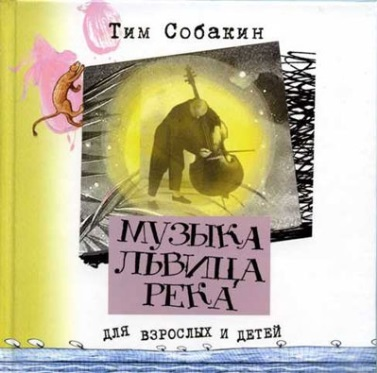 Тим Собакин
МУЗЫКА
ЛЬВИЦА
РЕКА
ДЛЯ ВЗРОСЛЫХ И ДЕТЕЙ